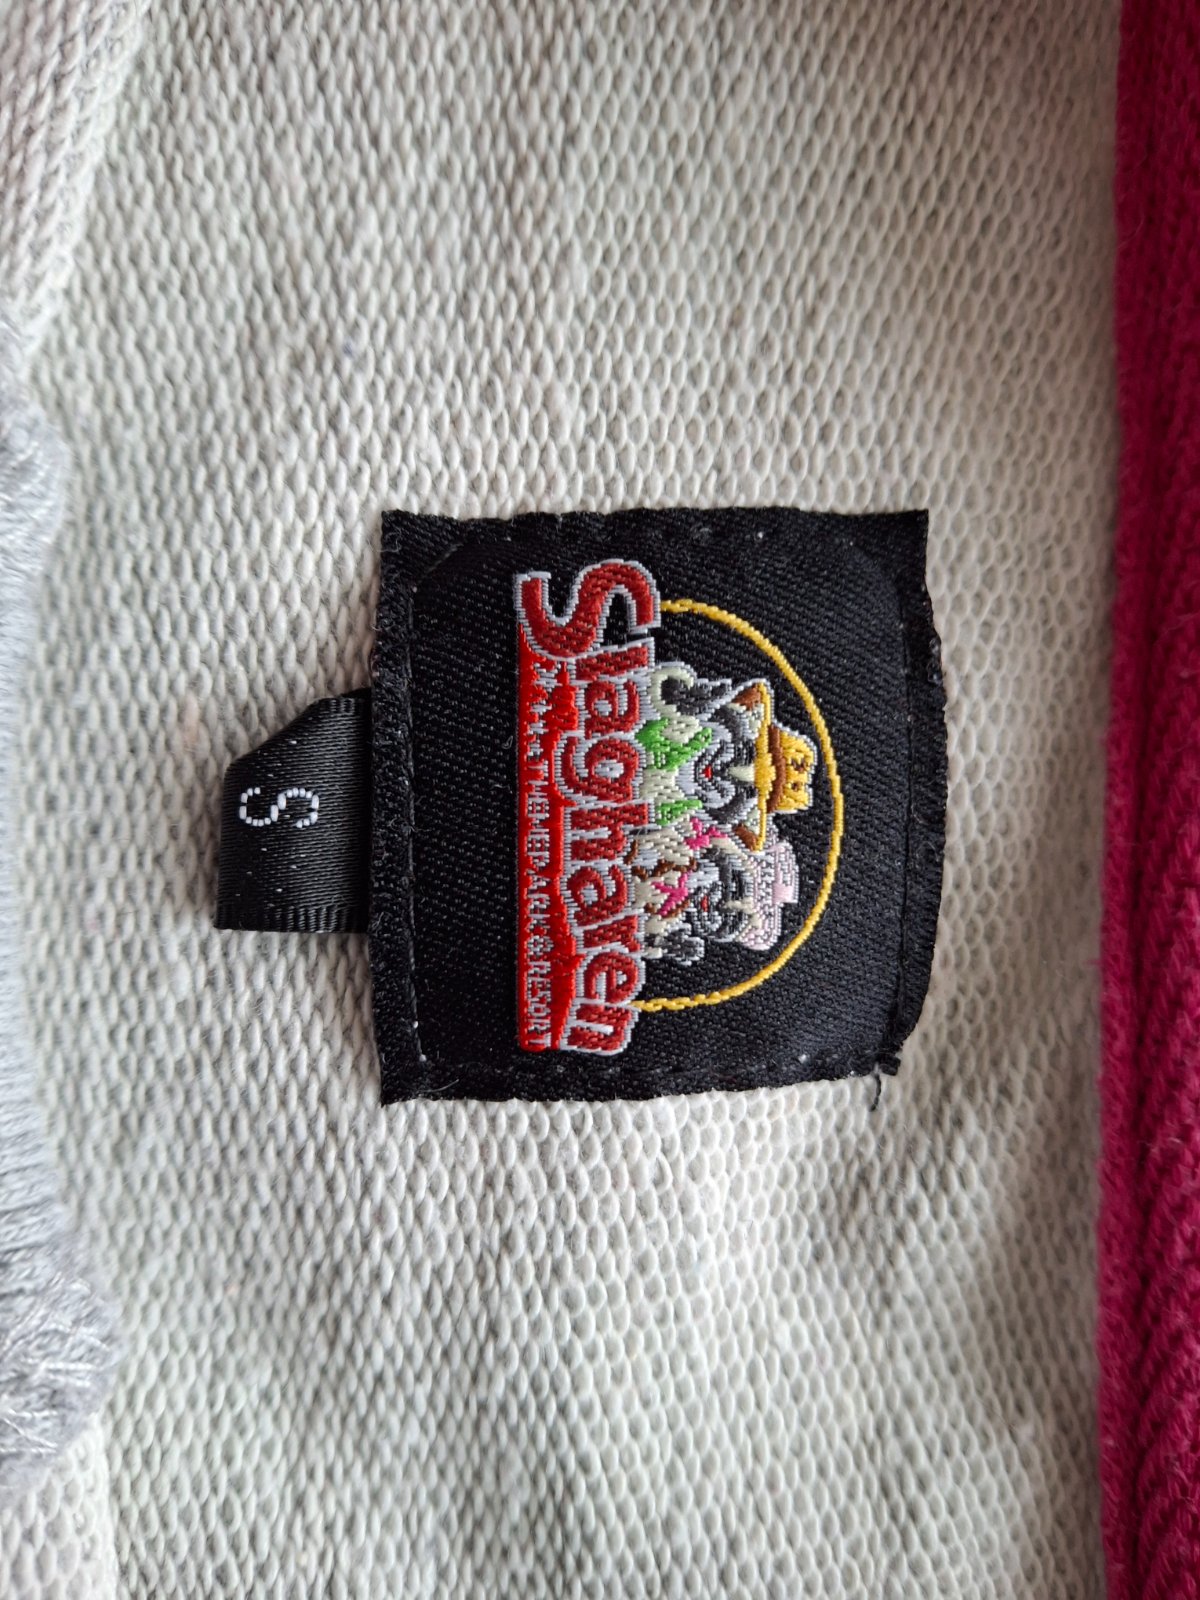 Slagharen
THEMEPARK & RESORT
S